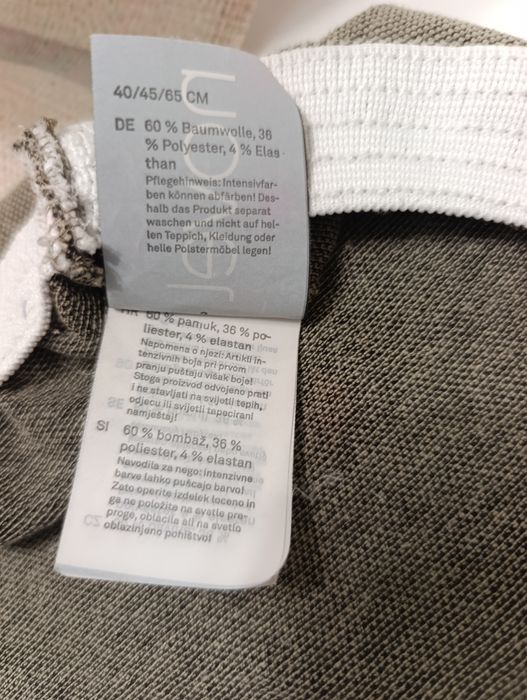 40/45/65 CM
DE 60 % Baumwolle, 36
% Polyester, 4 % Elas-
than
Pflegehinweis: Intensivfar-
ben können abfärben! Des-
halb das Produkt separat
waschen und nicht auf hel-
len Teppich, Kleidung oder
helle Polstermöbel legen!
HR 60 % pamuk, 36 % po-
liester, 4 % elastan
Napomena o njezi: Artikli in-
tenzivnih boja pri prvom
pranju puštaju višak boje!
Stoga proizvod odvojeno prati
i ne stavljati na svijetli tepih,
odjecu ili svijetli tapecirani
namještaj!
SI 60 % bombaž, 36 %
poliester, 4 % elastan
Navodila za nego: intenzivne
barve lahko puščajo barvo!
Zato operite izdelek loceno in
ga ne položite na svetle pre-
proge, oblacila ali na svetlo
oblazinjeno pohištvo!